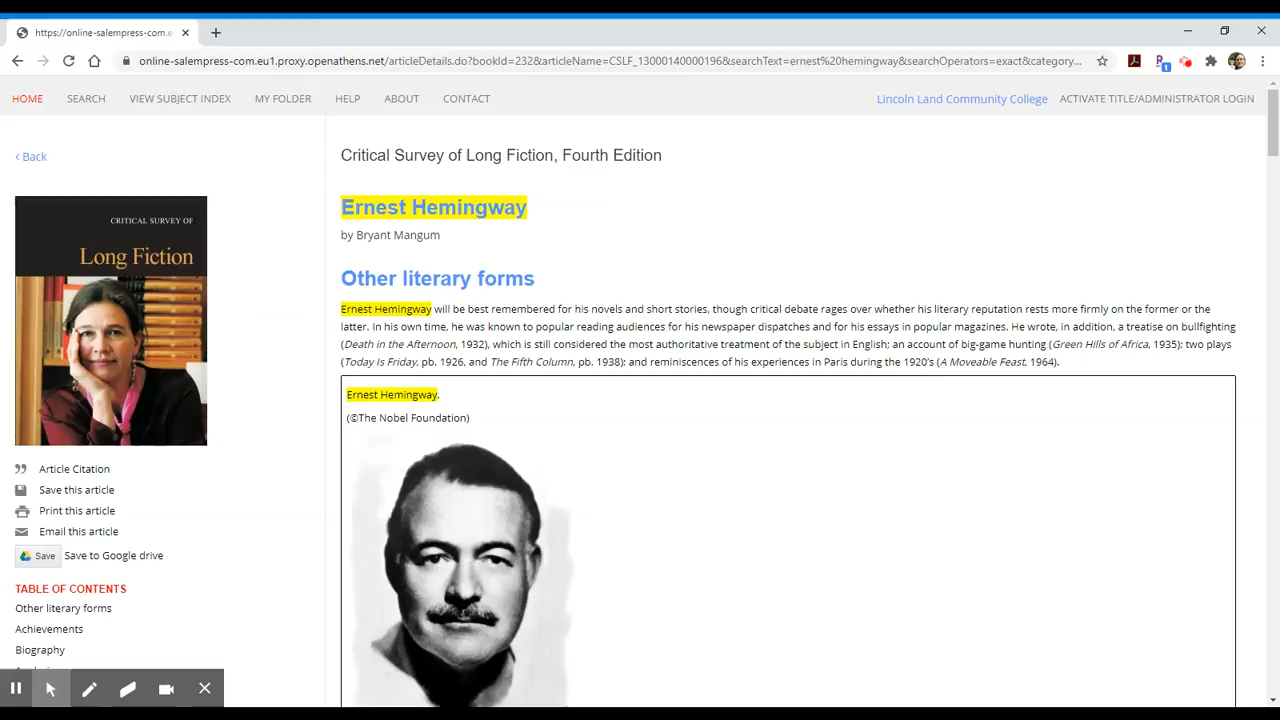 https://online-salempress-com.e
online-salempress-com.eu1.proxy.openathens.net/articleDetails.do?bookId=232&articleName=CSLF_13000140000196&searchText=ernest%20hemingway&searchOperators=exact&category...
1
HOME
SEARCH
VIEW SUBJECT INDEX
MY FOLDER
HELP
ABOUT
CONTACT
Lincoln Land Community College
ACTIVATE TITLE/ADMINISTRATOR LOGIN
‹ Back
CRITICAL SURVEY OF
Long Fiction
Article Citation
Save this article
Print this article
Email this article
Save
Save to Google drive
TABLE OF CONTENTS
Other literary forms
Achievements
Biography
Critical Survey of Long Fiction, Fourth Edition
Ernest Hemingway
by Bryant Mangum
Other literary forms
Ernest Hemingway will be best remembered for his novels and short stories, though critical debate rages over whether his literary reputation rests more firmly on the former or the
latter. In his own time, he was known to popular reading audiences for his newspaper dispatches and for his essays in popular magazines. He wrote, in addition, a treatise on bullfighting
(Death in the Afternoon, 1932), which is still considered the most authoritative treatment of the subject in English; an account of big-game hunting (Green Hills of Africa, 1935); two plays
(Today Is Friday, pb. 1926, and The Fifth Column, pb. 1938); and reminiscences of his experiences in Paris during the 1920's (A Moveable Feast, 1964).
Ernest Hemingway.
(©The Nobel Foundation)